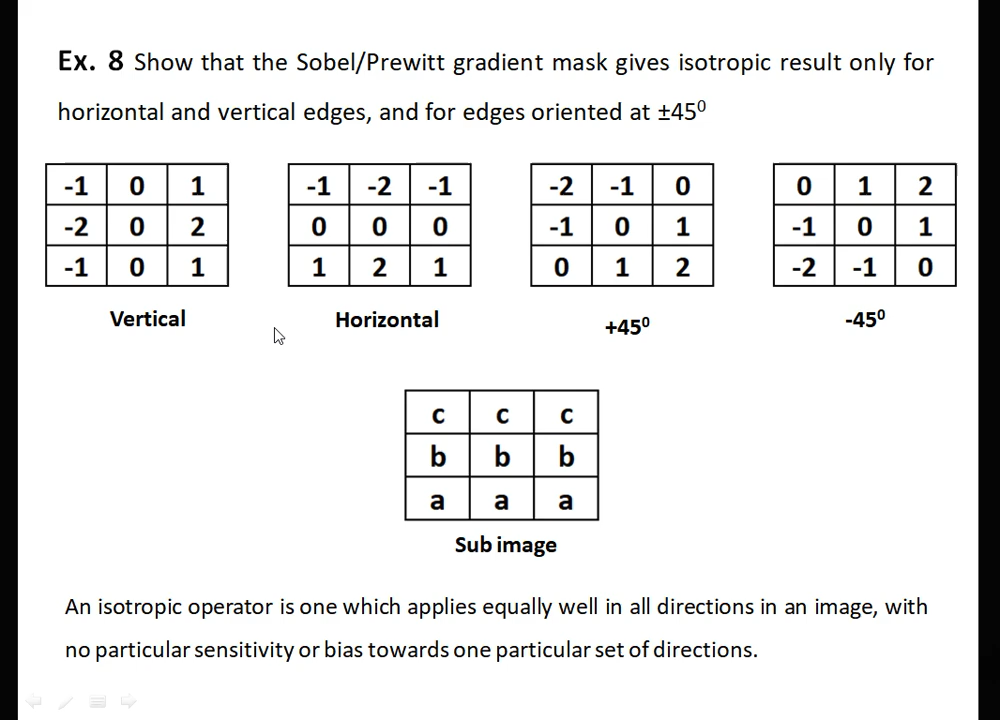 Ex. 8 Show that the Sobel/Prewitt gradient mask gives isotropic result only for
horizontal and vertical edges, and for edges oriented at ±45⁰
-1 0 1
-2 0 2
-1 0 1
Vertical
-1 -2 -1
0 0 0
1 2 1
Horizontal
-2 -1 0
-1 0 1
0 1 2
+45⁰
0 1 2
-1 0 1
-2 -1 0
-45⁰
c c c
b b b
a a a
Sub image
An isotropic operator is one which applies equally well in all directions in an image, with
no particular sensitivity or bias towards one particular set of directions.